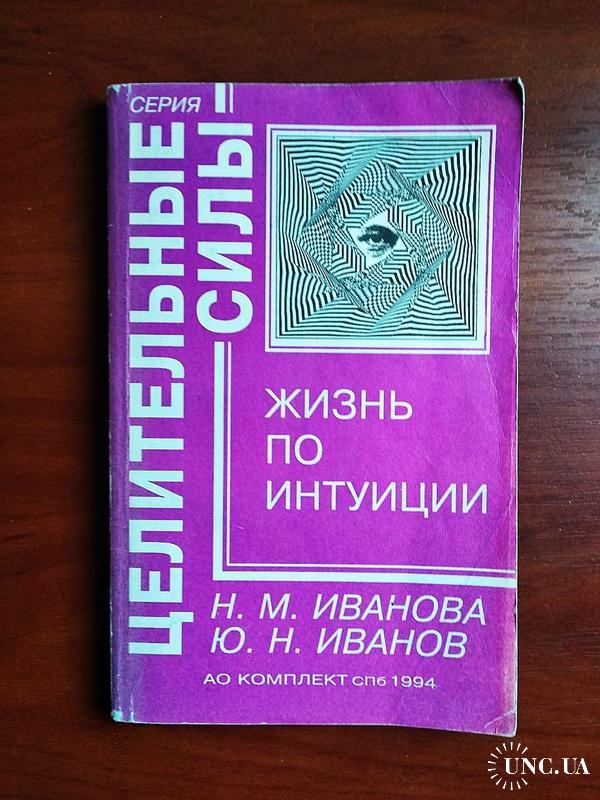 СЕРИЯ
ЦЕЛИТЕЛЬНЫЕ
СИЛЫ
ЖИЗНЬ
ПО
ИНТУИЦИИ
Н. М. ИВАНОВА
Ю. Н. ИВАНОВ
АО КОМПЛЕКТ СПб 1994
UNC.UA